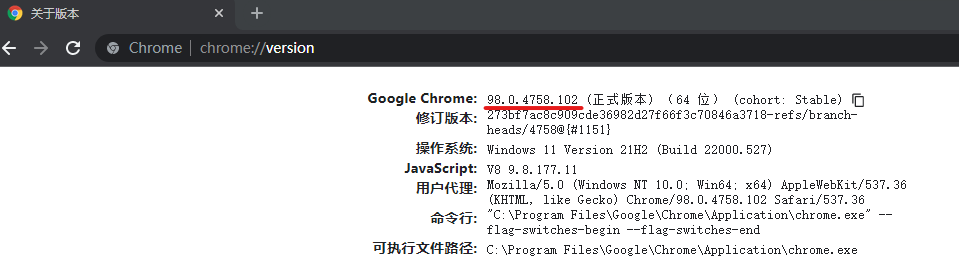 关于版本
Chrome | chrome://version
Google Chrome: 98.0.4758.102 (正式版本) (64 位) (cohort: Stable)
修订版本: 273bf7ac8c909cde36982d27f66f3c70846a3718-refs/branch-
heads/4758@{#1151}
操作系统: Windows 11 Version 21H2 (Build 22000.527)
JavaScript: V8 9.8.177.11
用户代理: Mozilla/5.0 (Windows NT 10.0; Win64; x64) AppleWebKit/537.36
(KHTML, like Gecko) Chrome/98.0.4758.102 Safari/537.36
命令行: "C:\Program Files\Google\Chrome\Application\chrome.exe" --
flag-switches-begin --flag-switches-end
可执行文件路径: C:\Program Files\Google\Chrome\Application\chrome.exe